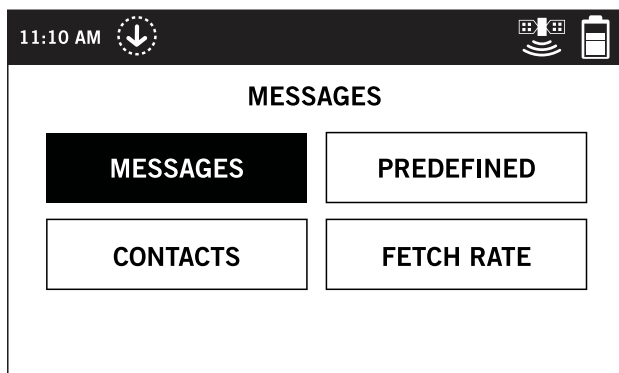 11:10 AM
MESSAGES
MESSAGES PREDEFINED
CONTACTS FETCH RATE